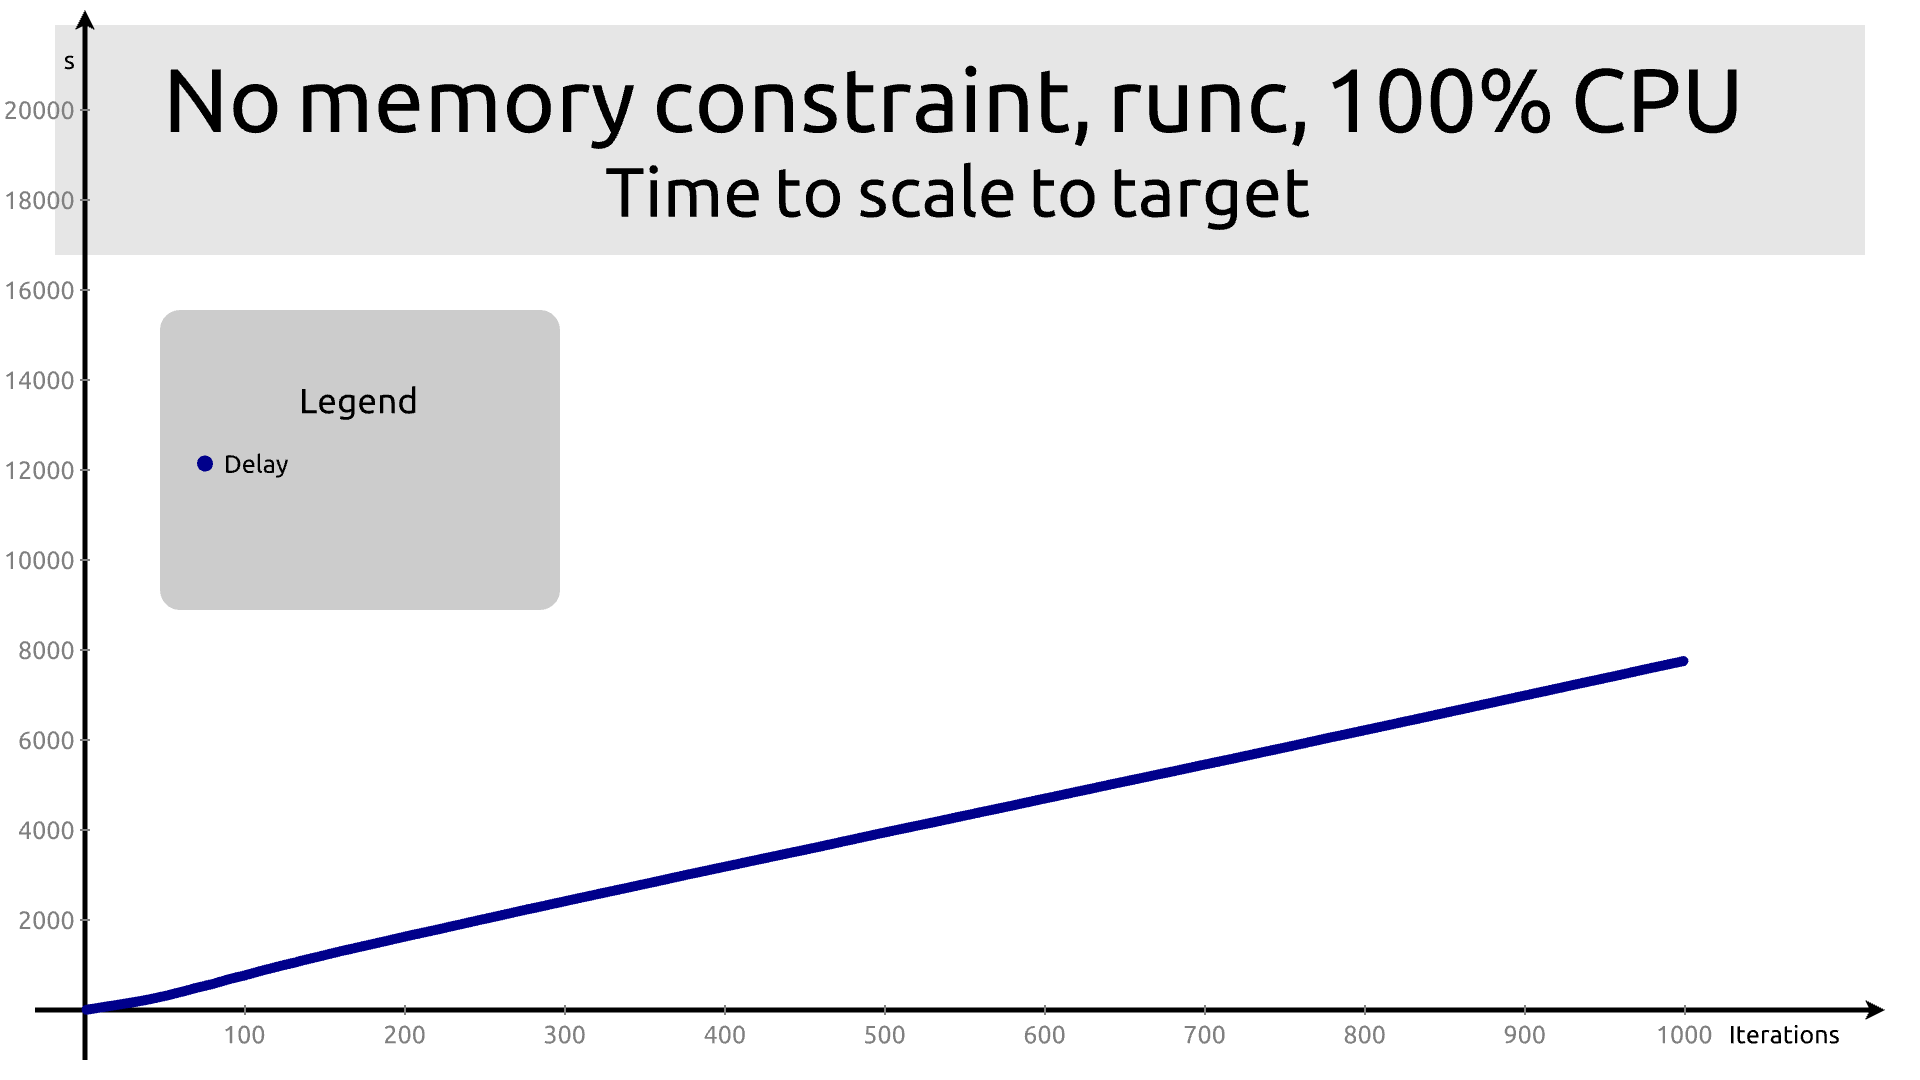 No memory constraint, runc, 100% CPU
Time to scale to target
s
20000
18000
16000
14000
12000
10000
8000
6000
4000
2000
Legend
Delay
100 200 300 400 500 600 700 800 900 1000 Iterations